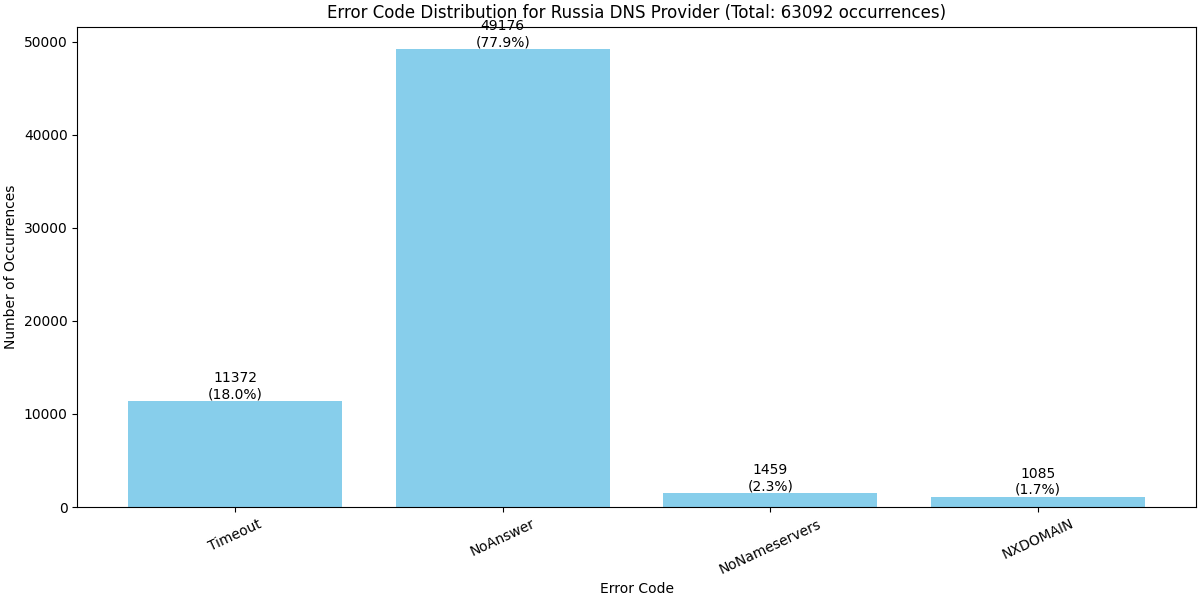 Error Code Distribution for Russia DNS Provider (Total: 63092 occurrences)
49176
(77.9%)
50000
40000
30000
20000
10000
0
Number of Occurrences
11372
(18.0%)
1459
(2.3%)
1085
(1.7%)
Timeout
NoAnswer
NoNameservers
NXDOMAIN
Error Code